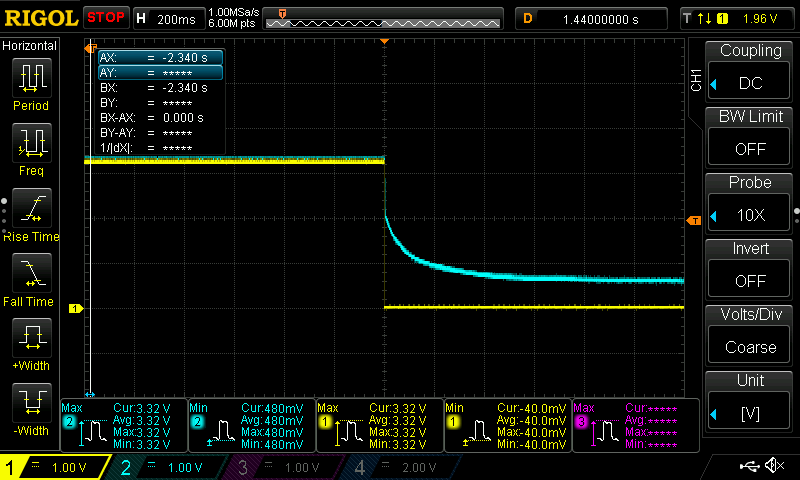 RIGOL STOP H 200ms 1.00MSa/s 6.00M pts T D 1.44000000 s T 1 1.96 V
Horizontal
Period
Freq
Rise Time
Fall Time
+Width
-Width
AX: = -2.340 s
AY: = *****
BX: = -2.340 s
BY: = *****
BX-AX: = 0.000 s
BY-AY: = *****
1/|dX|: = *****
T
T
1
CH1
Coupling
DC
BW Limit
OFF
Probe
10X
Invert
OFF
Volts/Div
Coarse
Unit
[V]
Max
2
Cur:3.32 V
Avg:3.32 V
Max:3.32 V
Min:3.32 V
Min
2
Cur:480mV
Avg:480mV
Max:480mV
Min:480mV
Max
1
Cur:3.32 V
Avg:3.32 V
Max:3.32 V
Min:3.32 V
Min
1
Cur:-40.0mV
Avg:-40.0mV
Max:-40.0mV
Min:-40.0mV
Max
3
Cur:*****
Avg:*****
Max:*****
Min:*****
1 = 1.00 V 2 = 1.00 V 3 = 1.00 V 4 = 2.00 V